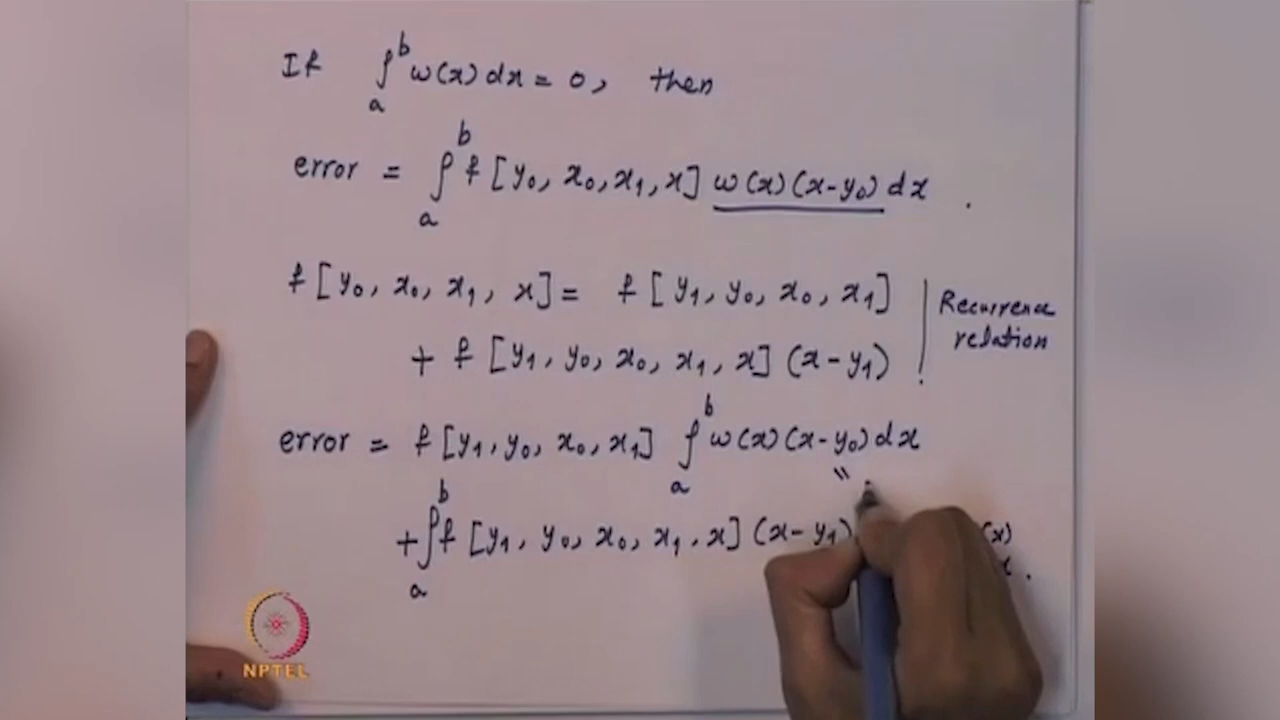 If ∫_a^b w(x) dx = 0, then
error = ∫_a^b f [y₀, x₀, x₁, x] w(x)(x-y₀) dx .
f [y₀, x₀, x₁, x] = f [y₁, y₀, x₀, x₁]
+ f [y₁, y₀, x₀, x₁, x] (x-y₁)
Recurrence
relation
error = f [y₁, y₀, x₀, x₁] ∫_a^b w(x)(x-y₀) dx
"
+ ∫_a^b f [y₁, y₀, x₀, x₁, x] (x-y₁) (x)
.
NPTEL